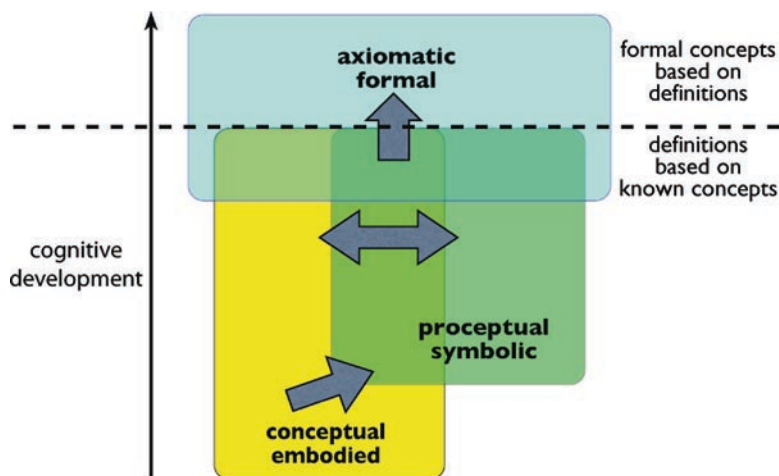 axiomatic
formal
formal concepts
based on
definitions
definitions
based on
known concepts
cognitive
development
proceptual
symbolic
conceptual
embodied